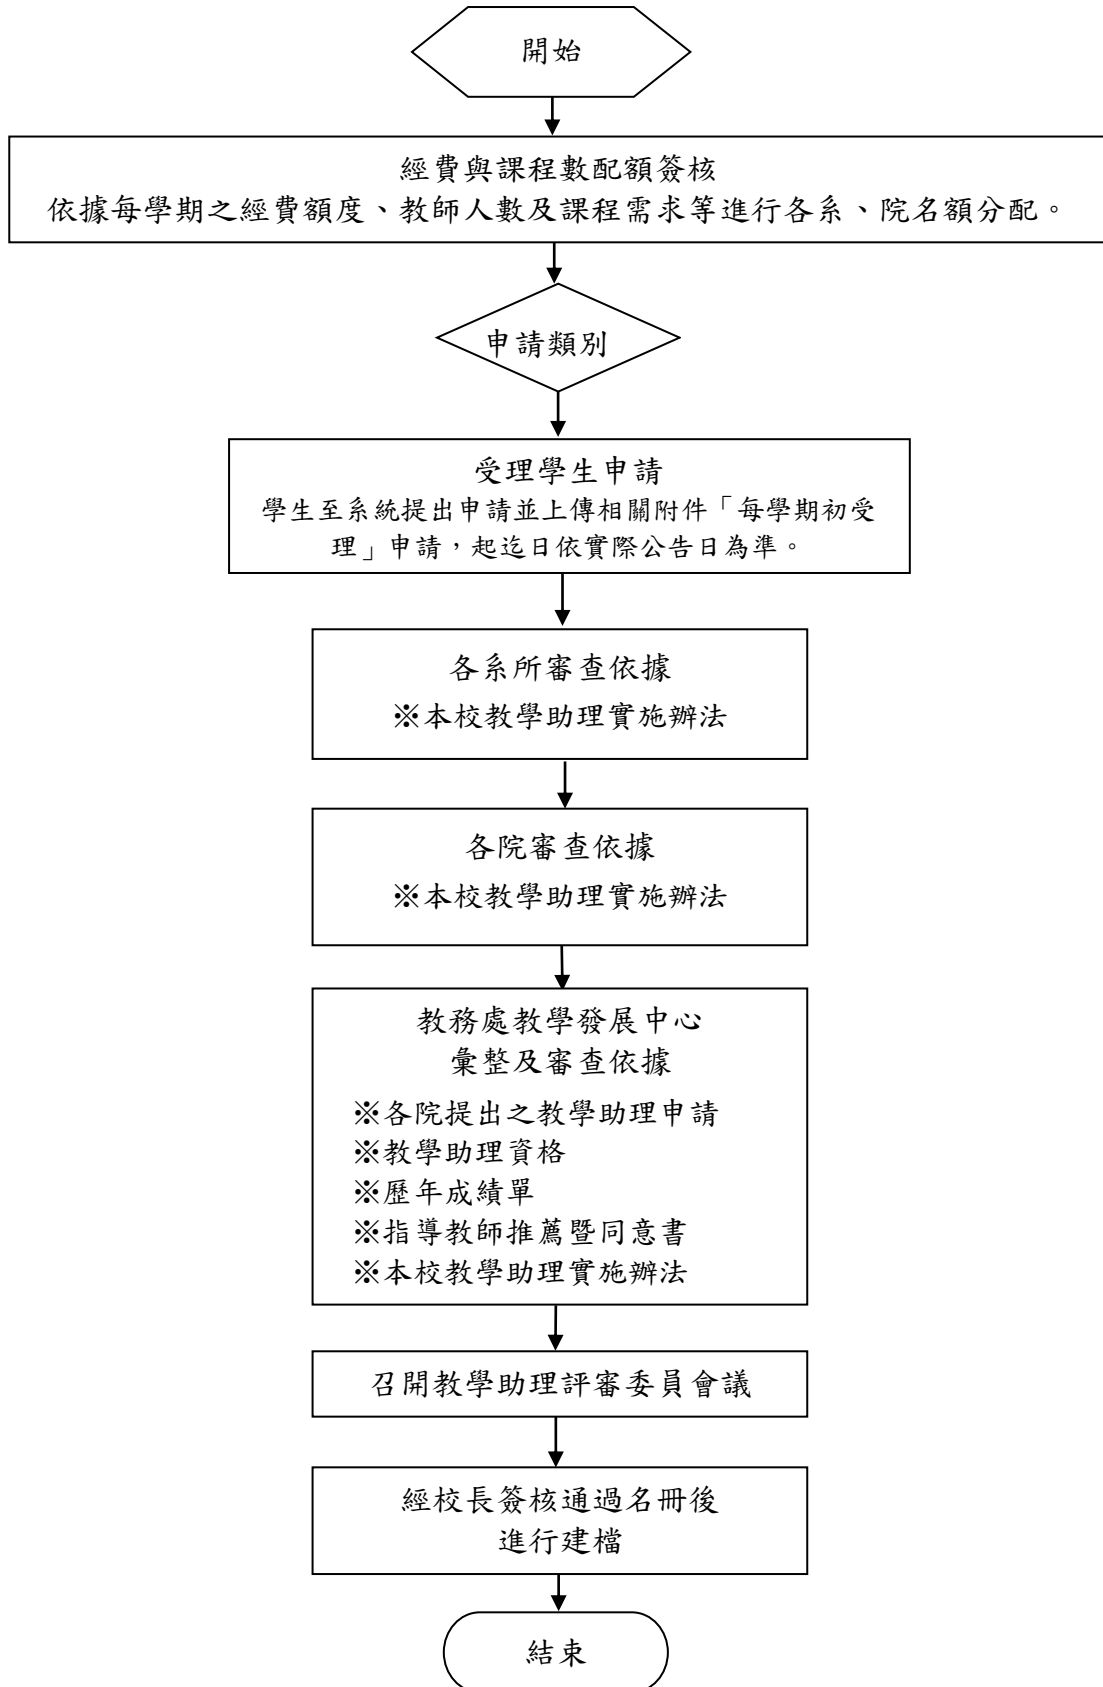 開始
經費與課程數配額簽核
依據每學期之經費額度、教師人數及課程需求等進行各系、院名額分配。
申請類別
受理學生申請
學生至系統提出申請並上傳相關附件「每學期初受
理」申請，起迄日依實際公告日為準。
各系所審查依據
※本校教學助理實施辦法
各院審查依據
※本校教學助理實施辦法
教務處教學發展中心
彙整及審查依據
※各院提出之教學助理申請
※教學助理資格
※歷年成績單
※指導教師推薦暨同意書
※本校教學助理實施辦法
召開教學助理評審委員會議
經校長簽核通過名冊後
進行建檔
結束